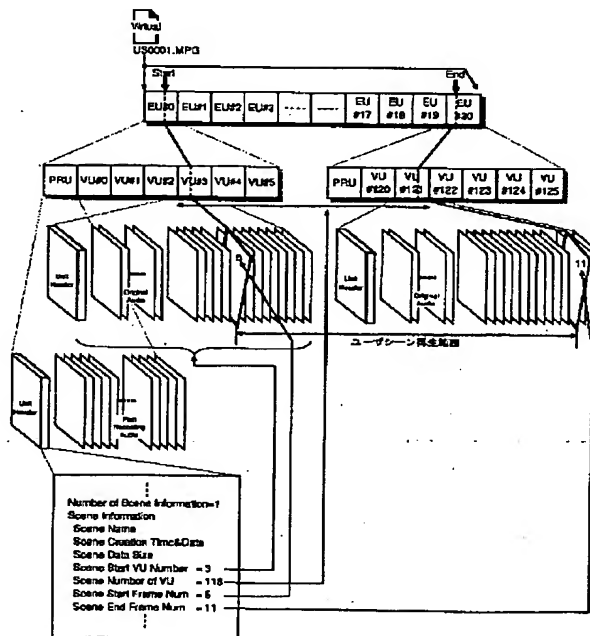 Virtual
US0001.MPG
Start
End
EU#0 EU#1 EU#2 EU#3 EU #17 EU #18 EU #19 EU #20
PRU VU#0 VU#1 VU#2 VU#3 VU#4 VU#5
PRU VU #120 VU #121 VU #122 VU #123 VU #124 VU #125
Unit Header
Original Audio
5
Unit Header
Original Audio
11
ユーザシーン再生範囲
Unit Header
Post Recording Audio
Number of Scene Information=1
Scene Information
Scene Name
Scene Creation Time&Date
Scene Data Size
Scene Start VU Number = 3
Scene Number of VU = 118
Scene Start Frame Num = 5
Scene End Frame Num = 11